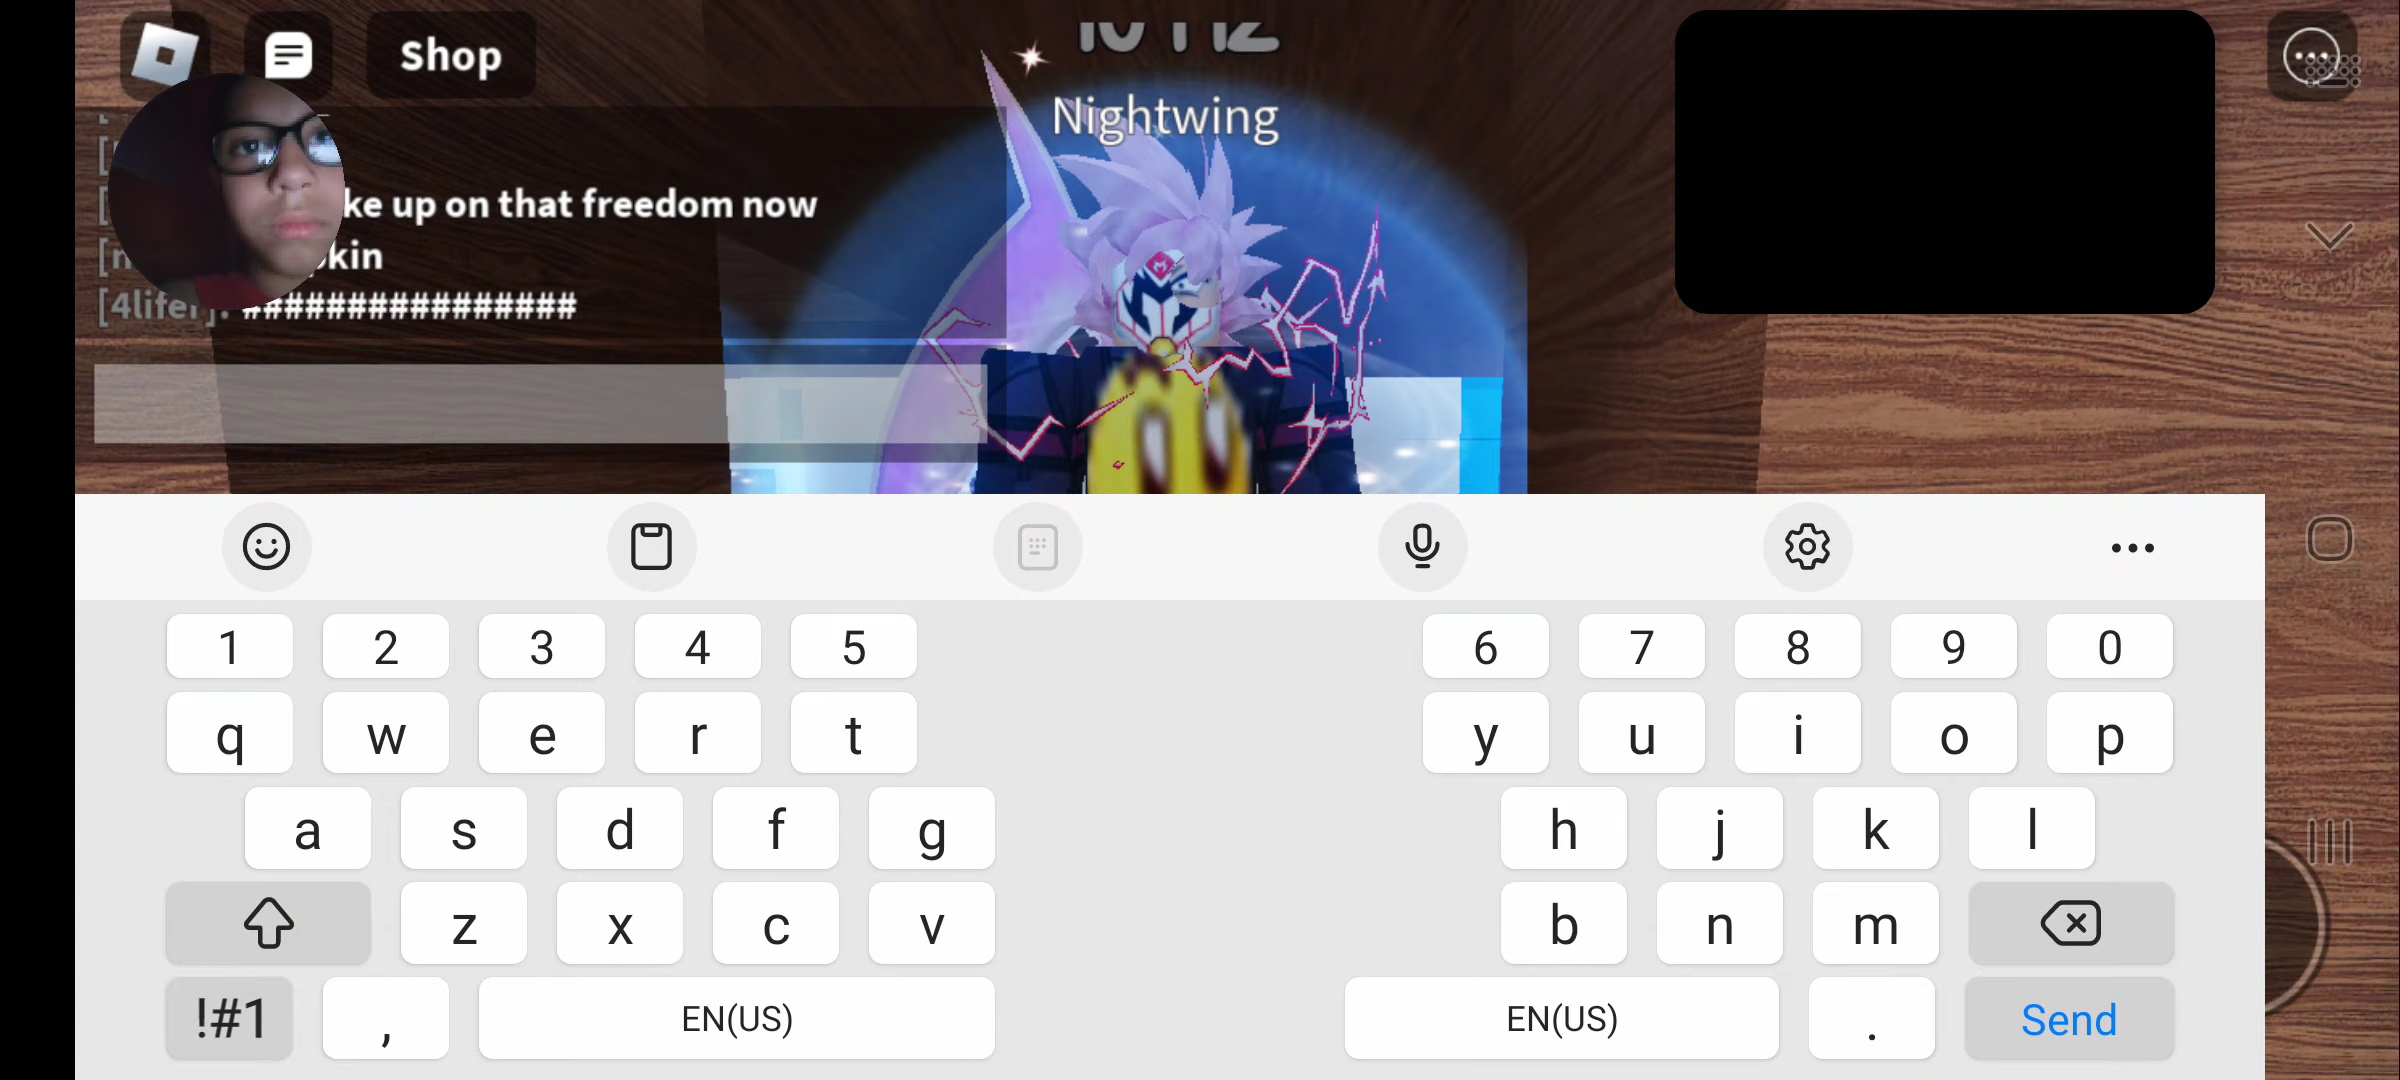 Shop
Nightwing
ke up on that freedom now
kin
[4lifer]: ###############
1 2 3 4 5 6 7 8 9 0
q w e r t y u i o p
a s d f g h j k l
z x c v b n m
!#1 , EN(US) EN(US) . Send